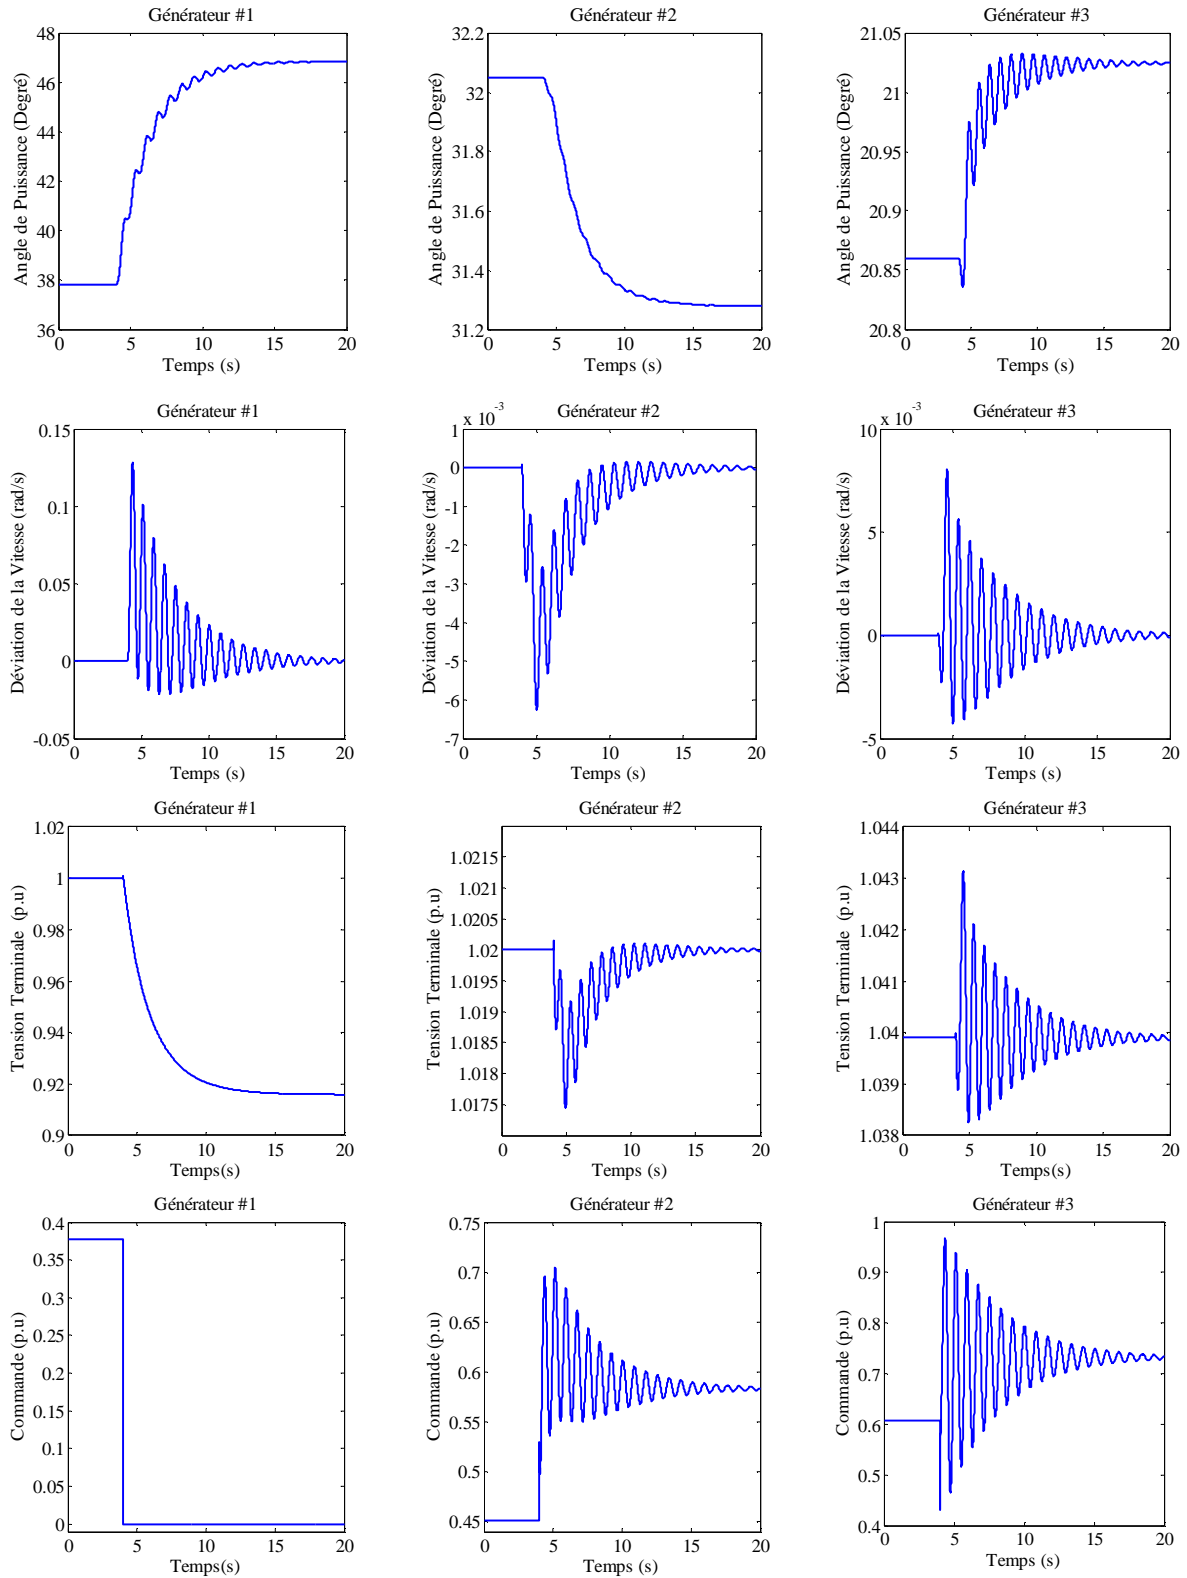 Générateur #1
Angle de Puissance (Degré)
48
46
44
42
40
38
36
0 5 10 15 20
Temps (s)
Générateur #2
Angle de Puissance (Degré)
32.2
32
31.8
31.6
31.4
31.2
0 5 10 15 20
Temps (s)
Générateur #3
Angle de Puissance (Degré)
21.05
21
20.95
20.9
20.85
20.8
0 5 10 15 20
Temps (s)
Générateur #1
Déviation de la Vitesse (rad/s)
0.15
0.1
0.05
0
-0.05
0 5 10 15 20
Temps (s)
Générateur #2
x 10-3
Déviation de la Vitesse (rad/s)
1
0
-1
-2
-3
-4
-5
-6
-7
0 5 10 15 20
Temps (s)
Générateur #3
x 10-3
Déviation de la Vitesse (rad/s)
10
5
0
-5
0 5 10 15 20
Temps (s)
Générateur #1
Tension Terminale (p.u)
1.02
1
0.98
0.96
0.94
0.92
0.9
0 5 10 15 20
Temps(s)
Générateur #2
Tension Terminale (p.u)
1.0215
1.021
1.0205
1.02
1.0195
1.019
1.0185
1.018
1.0175
0 5 10 15 20
Temps (s)
Générateur #3
Tension Terminale (p.u)
1.044
1.043
1.042
1.041
1.04
1.039
1.038
0 5 10 15 20
Temps(s)
Générateur #1
Commande (p.u)
0.4
0.35
0.3
0.25
0.2
0.15
0.1
0.05
0
0 5 10 15 20
Temps(s)
Générateur #2
Commande (p.u)
0.75
0.7
0.65
0.6
0.55
0.5
0.45
0 5 10 15 20
Temps (s)
Générateur #3
Commande (p.u)
1
0.9
0.8
0.7
0.6
0.5
0.4
0 5 10 15 20
Temps (s)